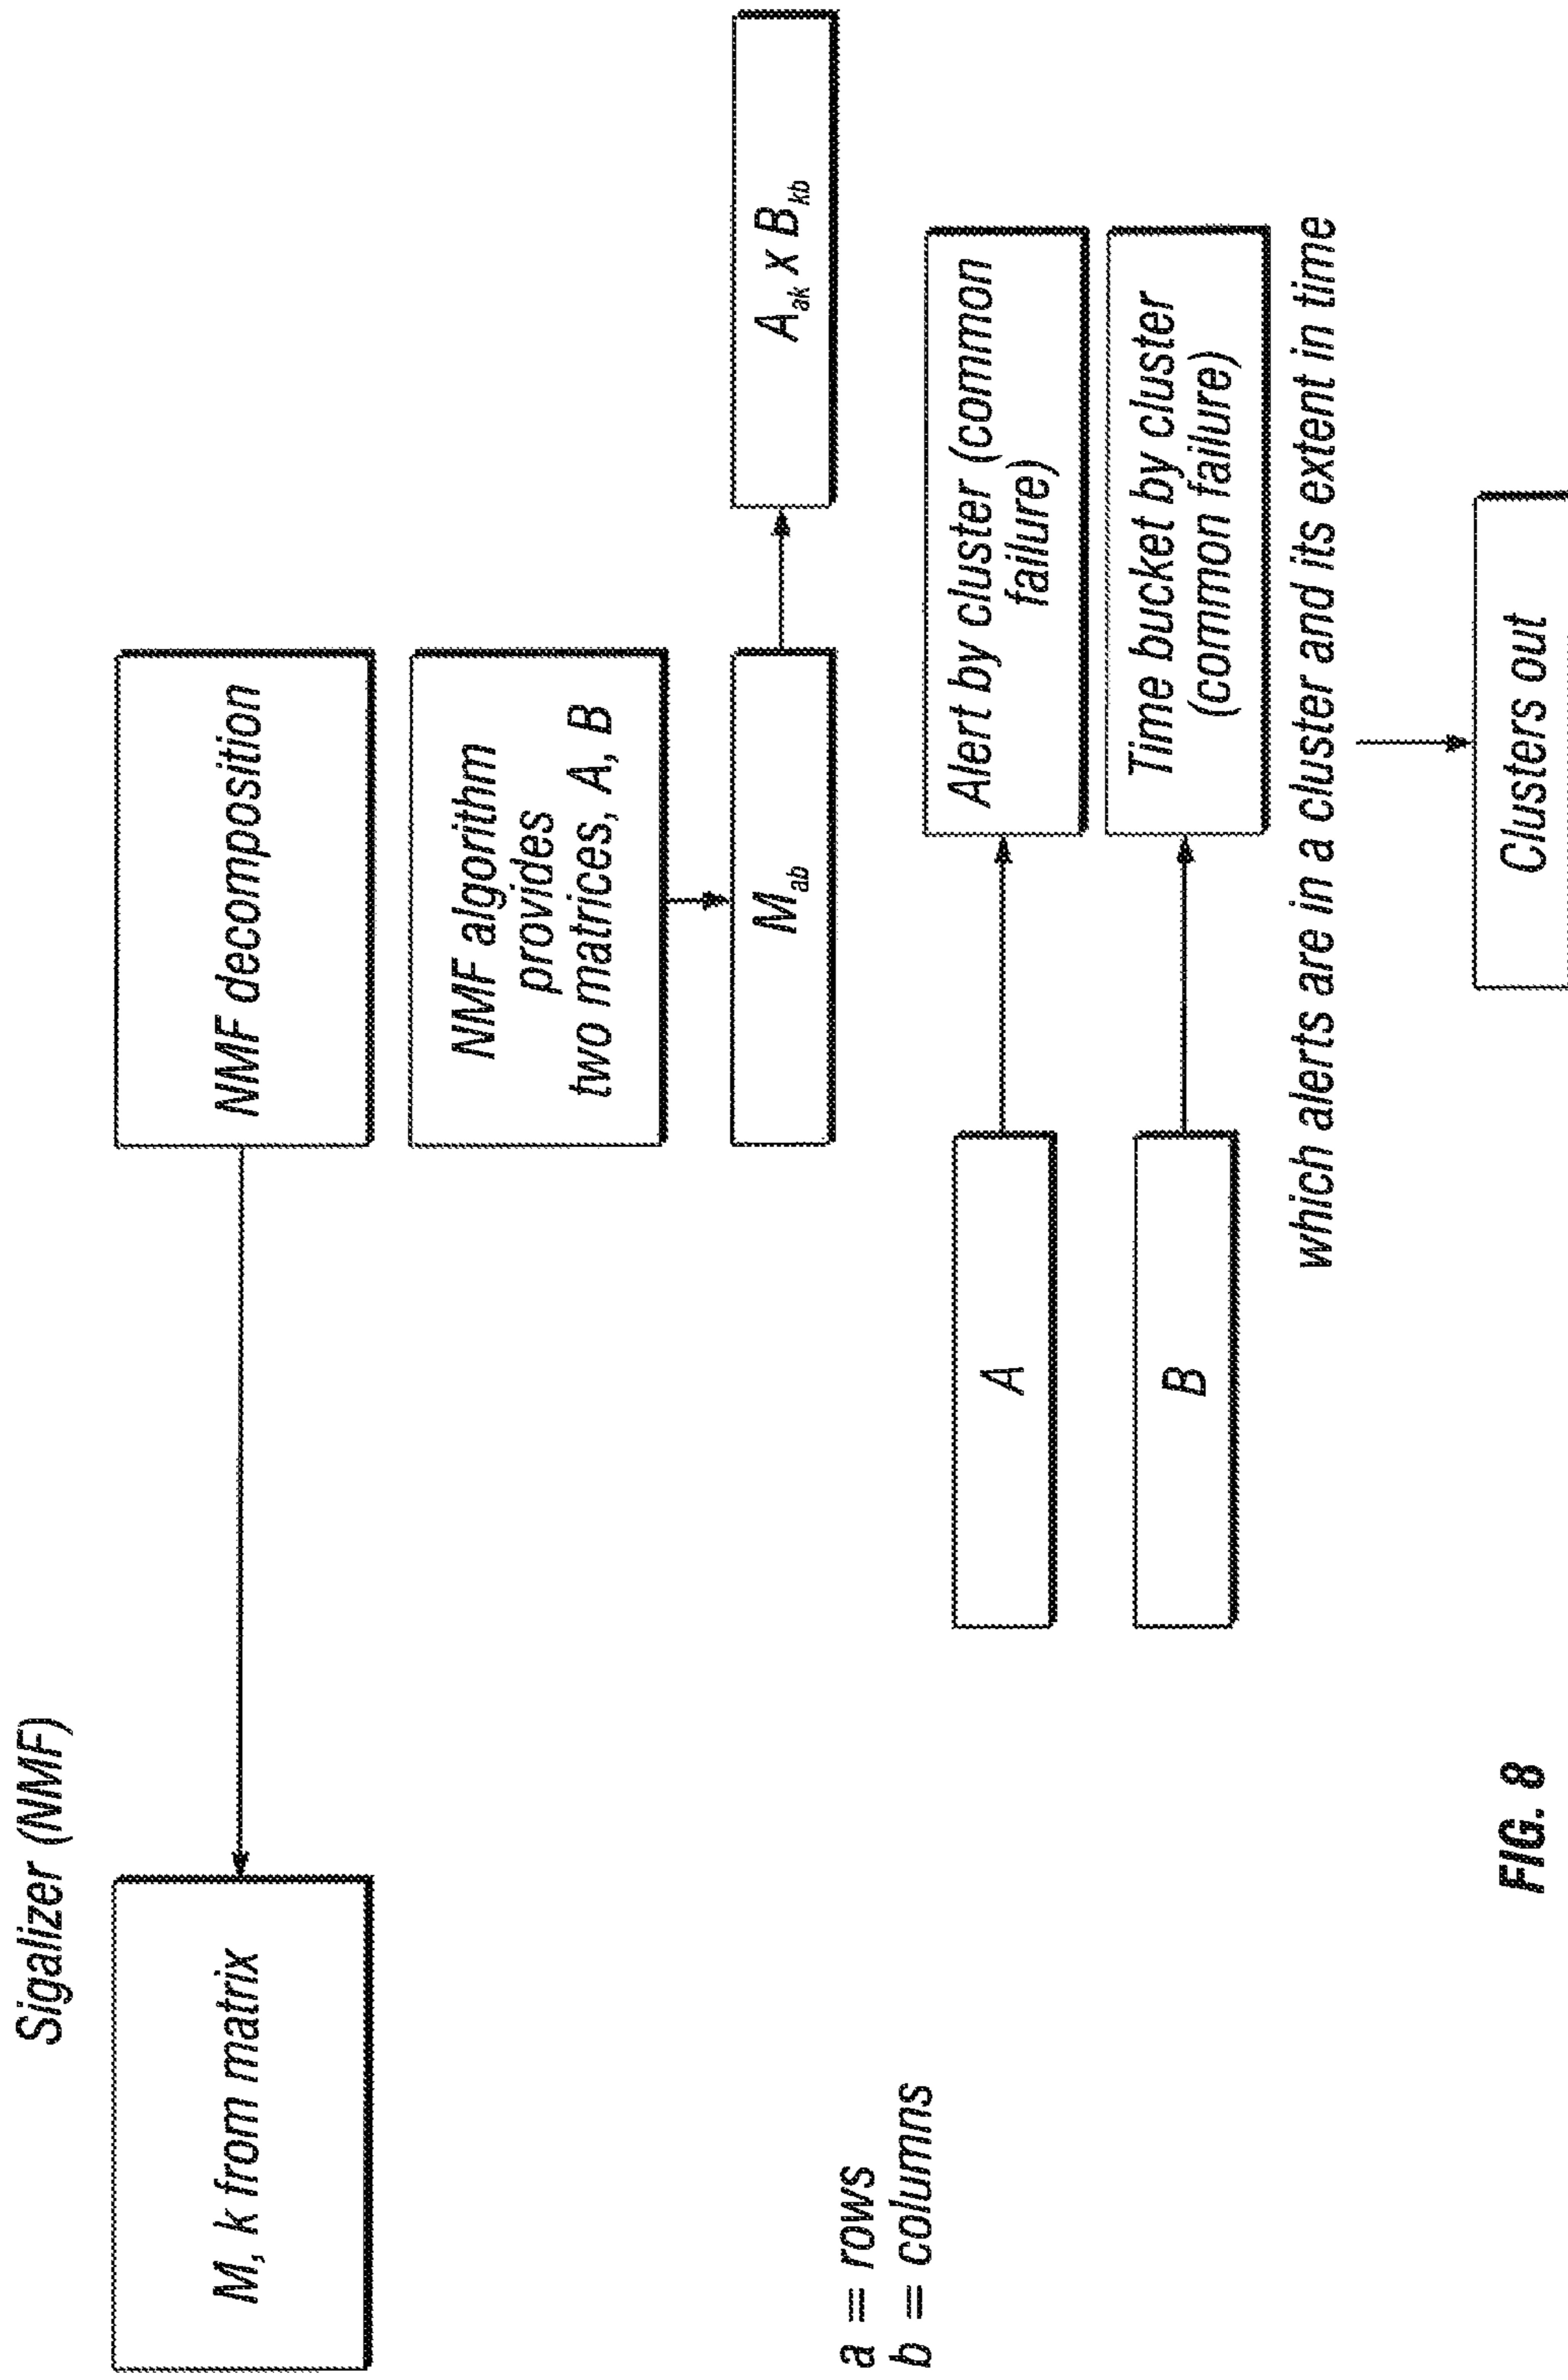 Sigalizer (NMF)
M, k from matrix
NMF decomposition
NMF algorithm
provides
two matrices, A, B
M_ab
A_ak x B_kb
a = rows
b = columns
A
Alert by cluster (common
failure)
B
Time bucket by cluster
(common failure)
which alerts are in a cluster and its extent in time
Clusters out
FIG. 8